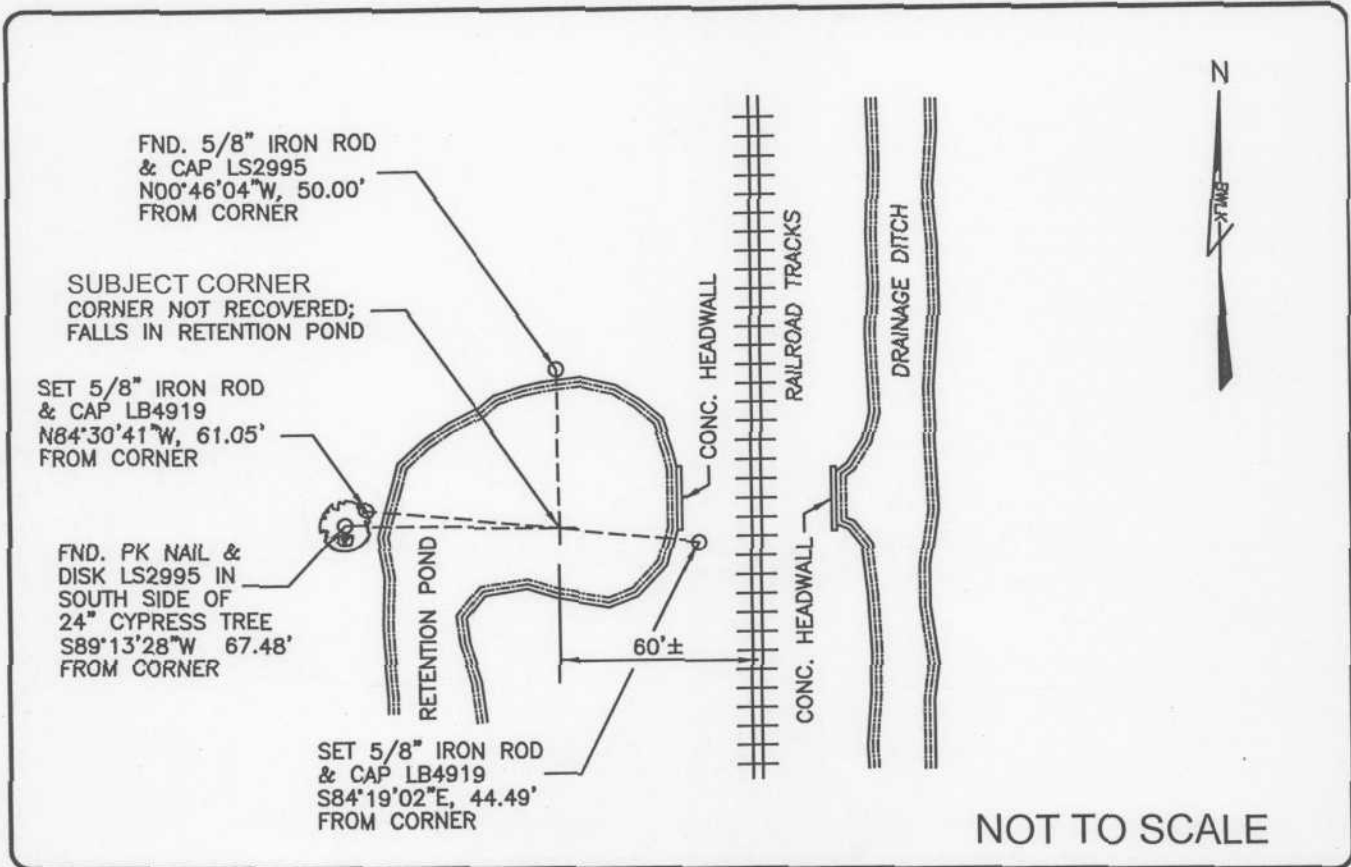 N
BWLK
FND. 5/8" IRON ROD
& CAP LS2995
N00°46'04"W, 50.00'
FROM CORNER
SUBJECT CORNER
CORNER NOT RECOVERED;
FALLS IN RETENTION POND
SET 5/8" IRON ROD
& CAP LB4919
N84°30'41"W, 61.05'
FROM CORNER
FND. PK NAIL &
DISK LS2995 IN
SOUTH SIDE OF
24" CYPRESS TREE
S89°13'28"W 67.48'
FROM CORNER
RETENTION POND
CONC. HEADWALL
RAILROAD TRACKS
DRAINAGE DITCH
CONC. HEADWALL
60'±
SET 5/8" IRON ROD
& CAP LB4919
S84°19'02"E, 44.49'
FROM CORNER
NOT TO SCALE